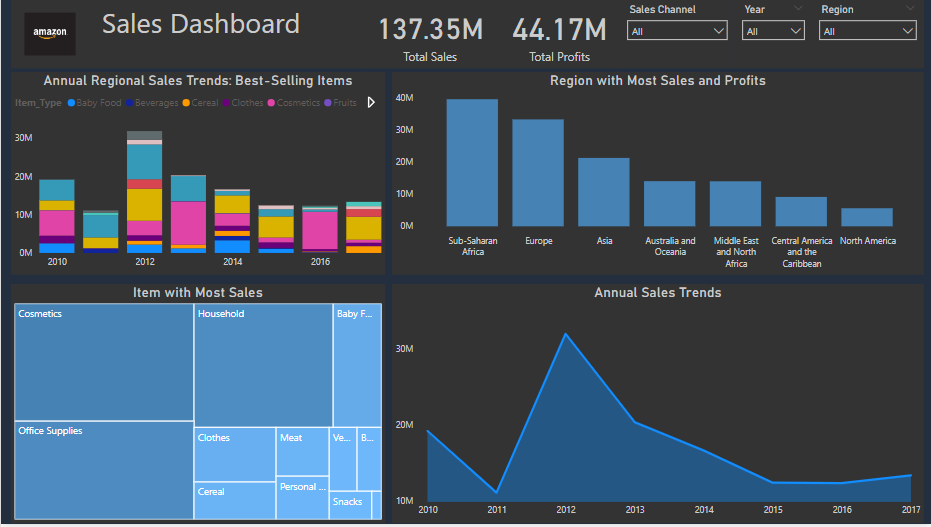 amazon
Sales Dashboard
137.35M
Total Sales
44.17M
Total Profits
Sales Channel
All
Year
All
Region
All
Annual Regional Sales Trends: Best-Selling Items
Item_Type Baby Food Beverages Cereal Clothes Cosmetics Fruits
30M
20M
10M
0M
2010 2012 2014 2016
Region with Most Sales and Profits
40M
30M
20M
10M
0M
Sub-Saharan
Africa
Europe
Asia
Australia and
Oceania
Middle East
and North
Africa
Central America
and the
Caribbean
North America
Item with Most Sales
Cosmetics
Household
Baby F...
Office Supplies
Clothes
Meat
Ve...
B...
Cereal
Personal ...
Snacks
Annual Sales Trends
30M
20M
10M
2010 2011 2012 2013 2014 2015 2016 2017